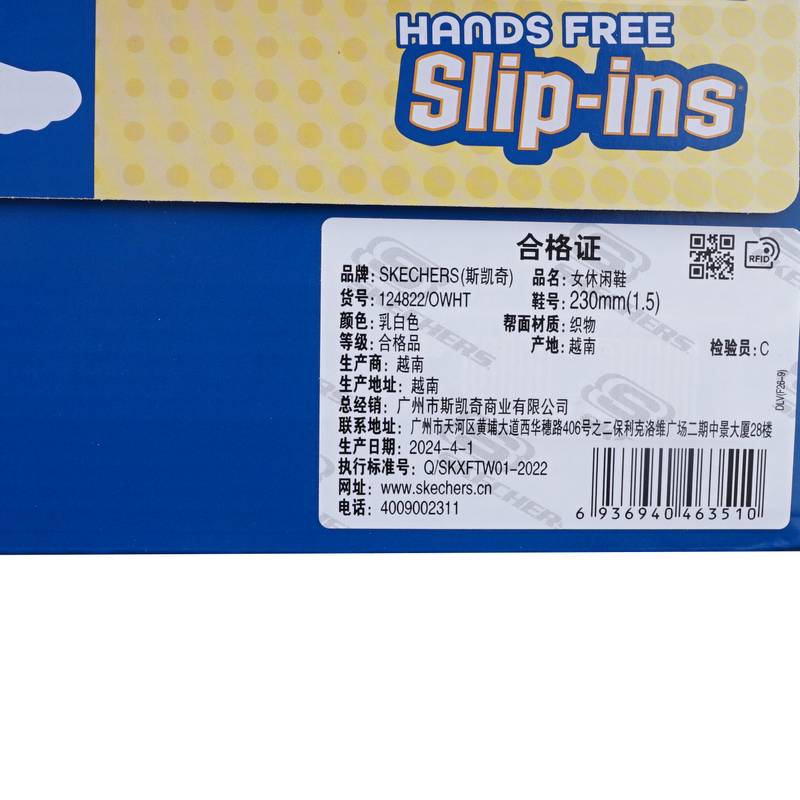 HANDS FREE
Slip-ins
合格证
RFID
品牌: SKECHERS(斯凯奇) 品名: 女休闲鞋
货号: 124822/OWHT 鞋号: 230mm(1.5)
颜色: 乳白色 帮面材质: 织物
等级: 合格品 产地: 越南 检验员: C
生产商: 越南
生产地址: 越南
总经销: 广州市斯凯奇商业有限公司
联系地址: 广州市天河区黄埔大道西华穗路406号之二保利克洛维广场二期中景大厦28楼
生产日期: 2024-4-1
执行标准号: Q/SKXFTW01-2022
网址: www.skechers.cn
电话: 4009002311
6 936940 463510
SKECHERS
SKECHERS
SKECHERS